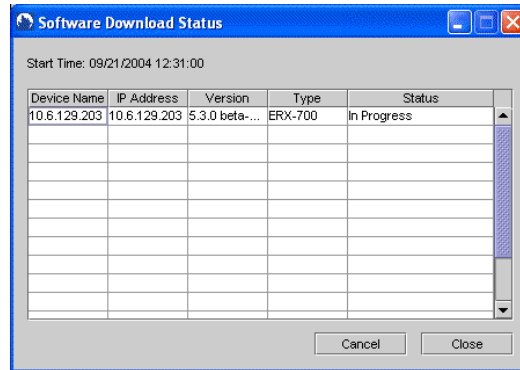 Software Download Status
Start Time: 09/21/2004 12:31:00
Device Name IP Address Version Type Status
10.6.129.203 10.6.129.203 5.3.0 beta-... ERX-700 In Progress
Cancel Close